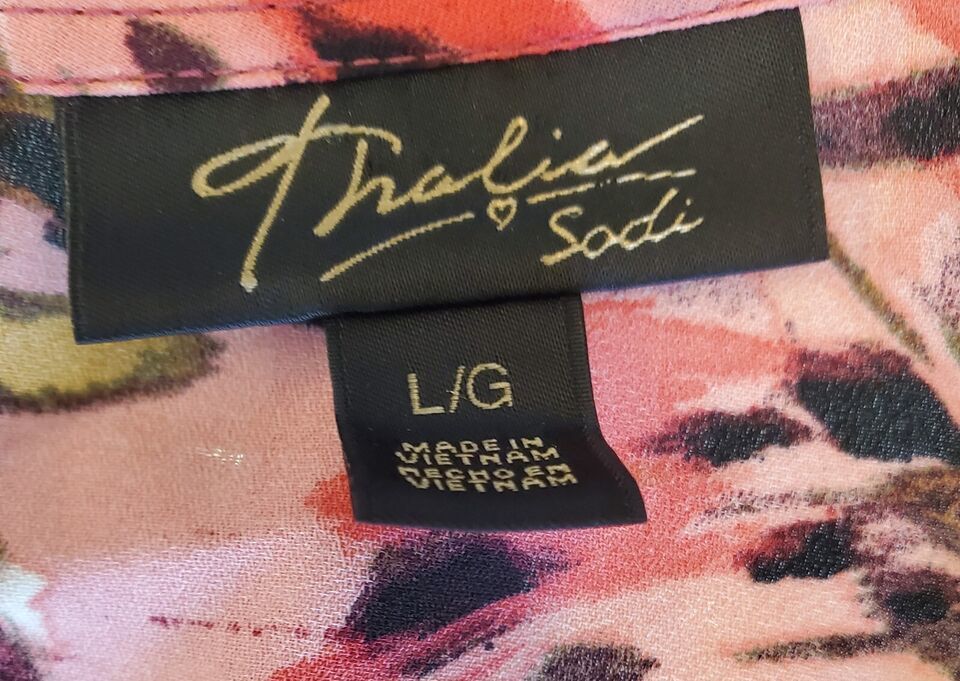 Thalia
Sodi
L/G
MADE IN
VIETNAM
HECHO EN
VIETNAM